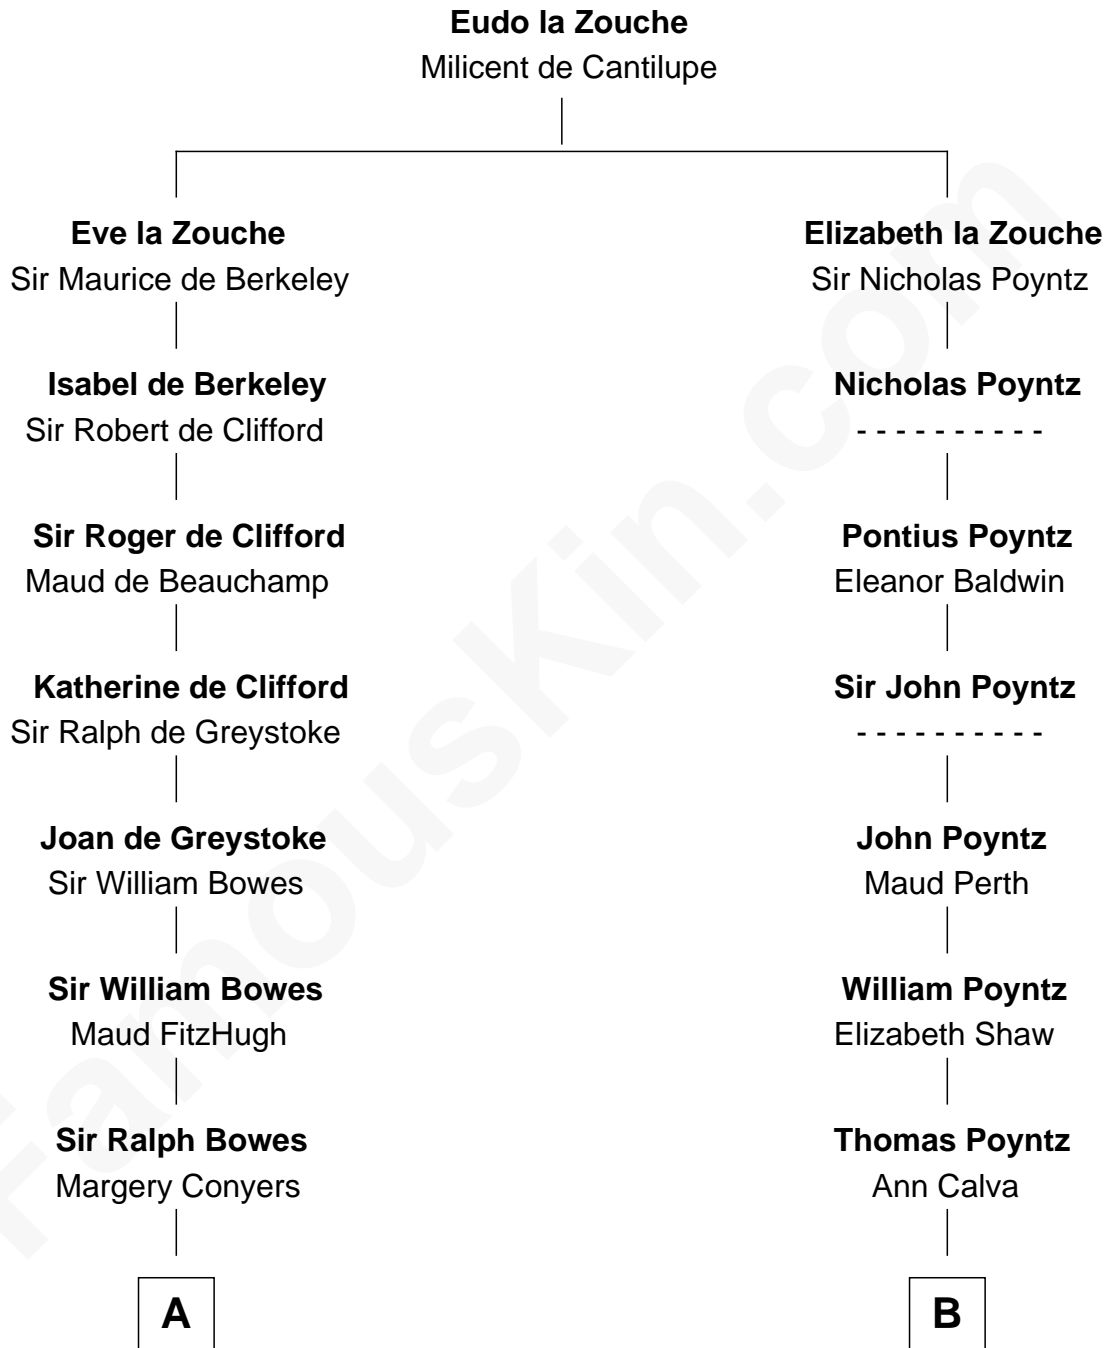 Eudo la Zouche
Milicent de Cantilupe
Eve la Zouche
Sir Maurice de Berkeley
Elizabeth la Zouche
Sir Nicholas Poyntz
Isabel de Berkeley
Sir Robert de Clifford
Nicholas Poyntz
- - - - - - - - - -
Sir Roger de Clifford
Maud de Beauchamp
Pontius Poyntz
Eleanor Baldwin
Katherine de Clifford
Sir Ralph de Greystoke
Sir John Poyntz
- - - - - - - - - -
Joan de Greystoke
Sir William Bowes
John Poyntz
Maud Perth
Sir William Bowes
Maud FitzHugh
William Poyntz
Elizabeth Shaw
Sir Ralph Bowes
Margery Conyers
Thomas Poyntz
Ann Calva
A
B
FamousKin.com